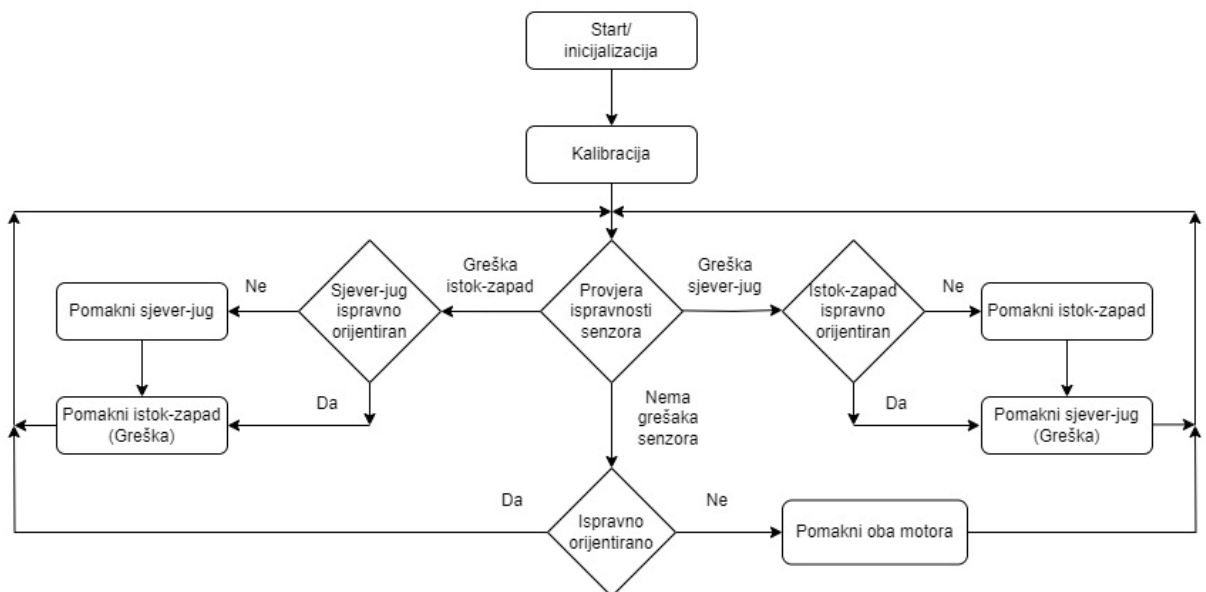 Start/
inicijalizacija
Kalibracija
Greška
istok-zapad
Greška
sjever-jug
Ne
Sjever-jug
ispravno
orijentiran
Provjera
ispravnosti
senzora
Istok-zapad
ispravno
orijentiran
Ne
Pomakni sjever-jug
Pomakni istok-zapad
Da
Nema
grešaka
senzora
Da
Pomakni istok-zapad
(Greška)
Pomakni sjever-jug
(Greška)
Da
Ne
Ispravno
orijentirano
Pomakni oba motora